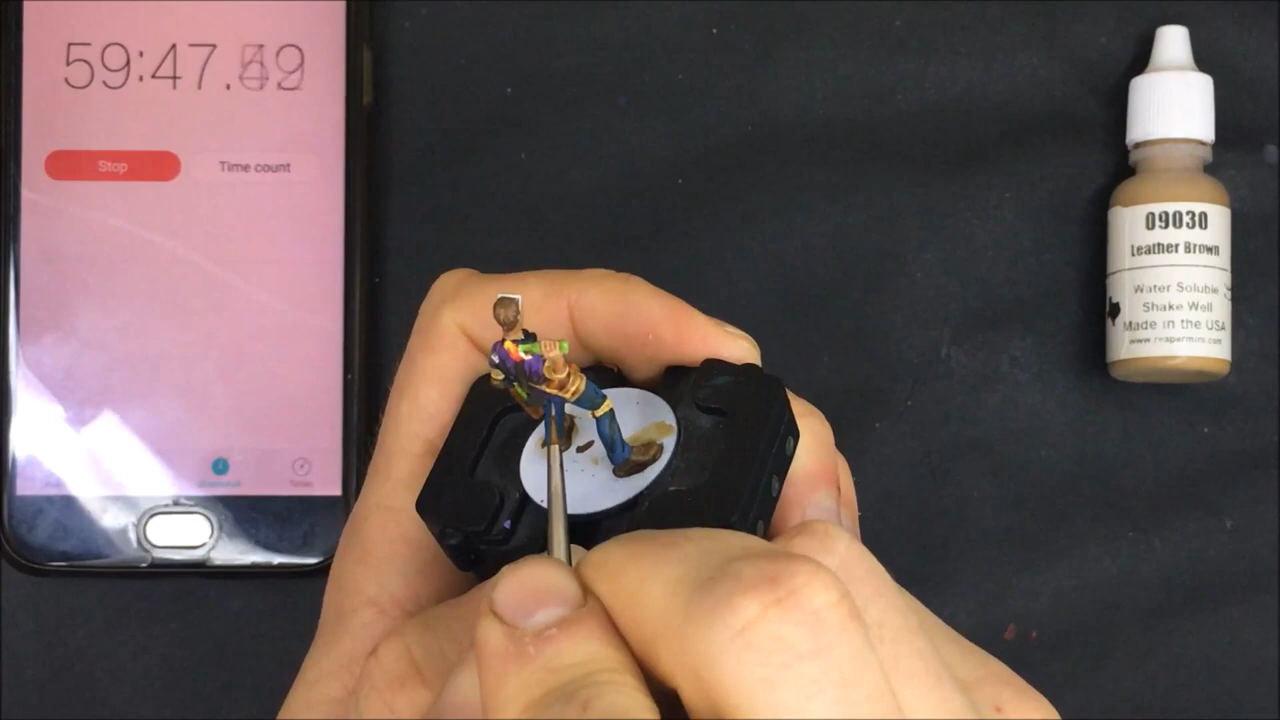 59:47.
Stop
Time count
09030
Leather Brown
Water Soluble
Shake Well
Made in the USA
www.reapermini.com